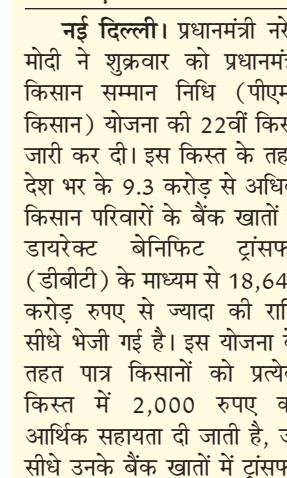 नई दिल्ली। प्रधानमंत्री नरे
मोदी ने शुक्रवार को प्रधानमंत्र
किसान सम्मान निधि (पीएम
किसान) योजना की 22वीं किस
जारी कर दी। इस किस्त के तह
देश भर के 9.3 करोड़ से अधि
किसान परिवारों के बैंक खातों
डायरेक्ट बेनिफिट ट्रांसफ
(डीबीटी) के माध्यम से 18,64
करोड़ रुपए से ज्यादा की राशि
सीधे भेजी गई है। इस योजना के
तहत पात्र किसानों को प्रत्ये
किस्त में 2,000 रुपए क
आर्थिक सहायता दी जाती है, ज
सीधे उनके बैंक खातों में ट्रांसफ